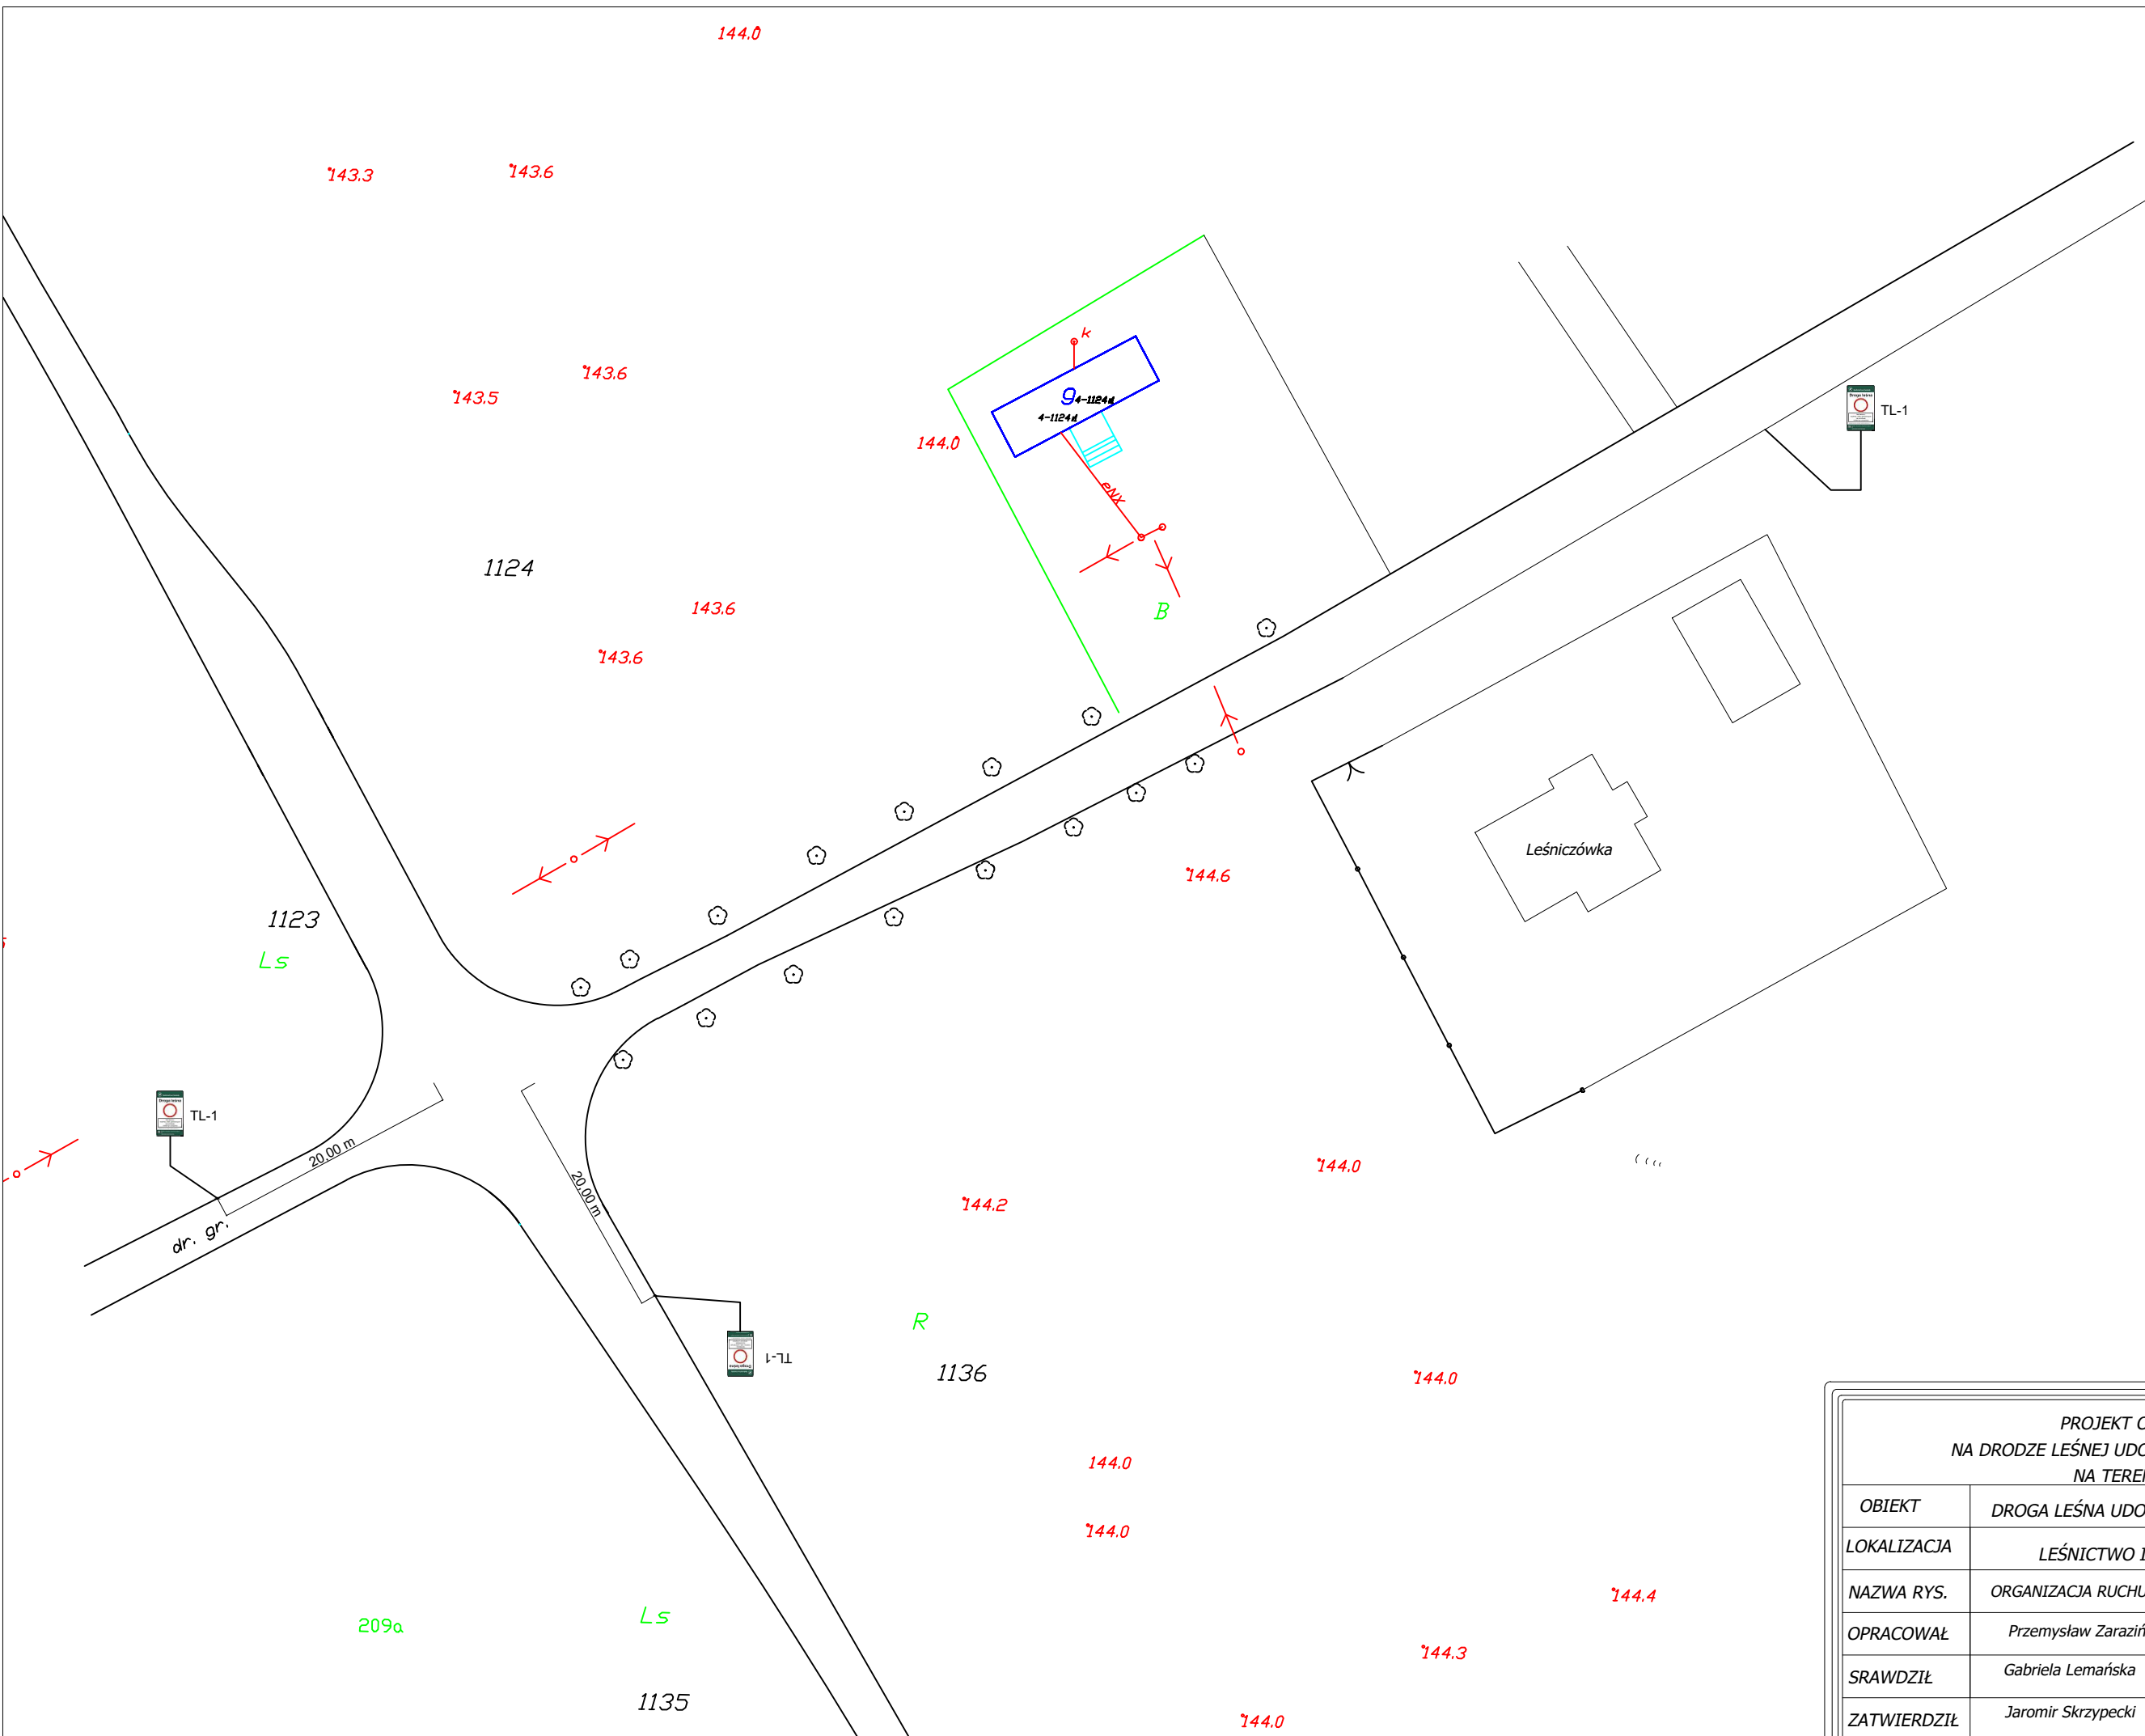 144.0
143.3
143.6
k
143.6
143.5
9
4-1124
4-1124
TL-1
144.0
eNX
1124
143.6
B
143.6
Leśniczówka
144.6
1123
Ls
TL-1
20,00 m
144.0
20,00 m
144.2
dr. gr.
R
TL-1
1136
144.0
144.0
144.0
144.4
209a
Ls
144.3
1135
144.0
PROJEKT
NA DRODZE LEŚNEJ UDO
NA TERE
OBIEKT
DROGA LEŚNA UDO
LOKALIZACJA
LEŚNICTWO
NAZWA RYS.
ORGANIZACJA RUCHU
OPRACOWAŁ
Przemysław Zaraziń
SRAWDZIŁ
Gabriela Lemańska
ZATWIERDZIŁ
Jaromir Skrzypecki